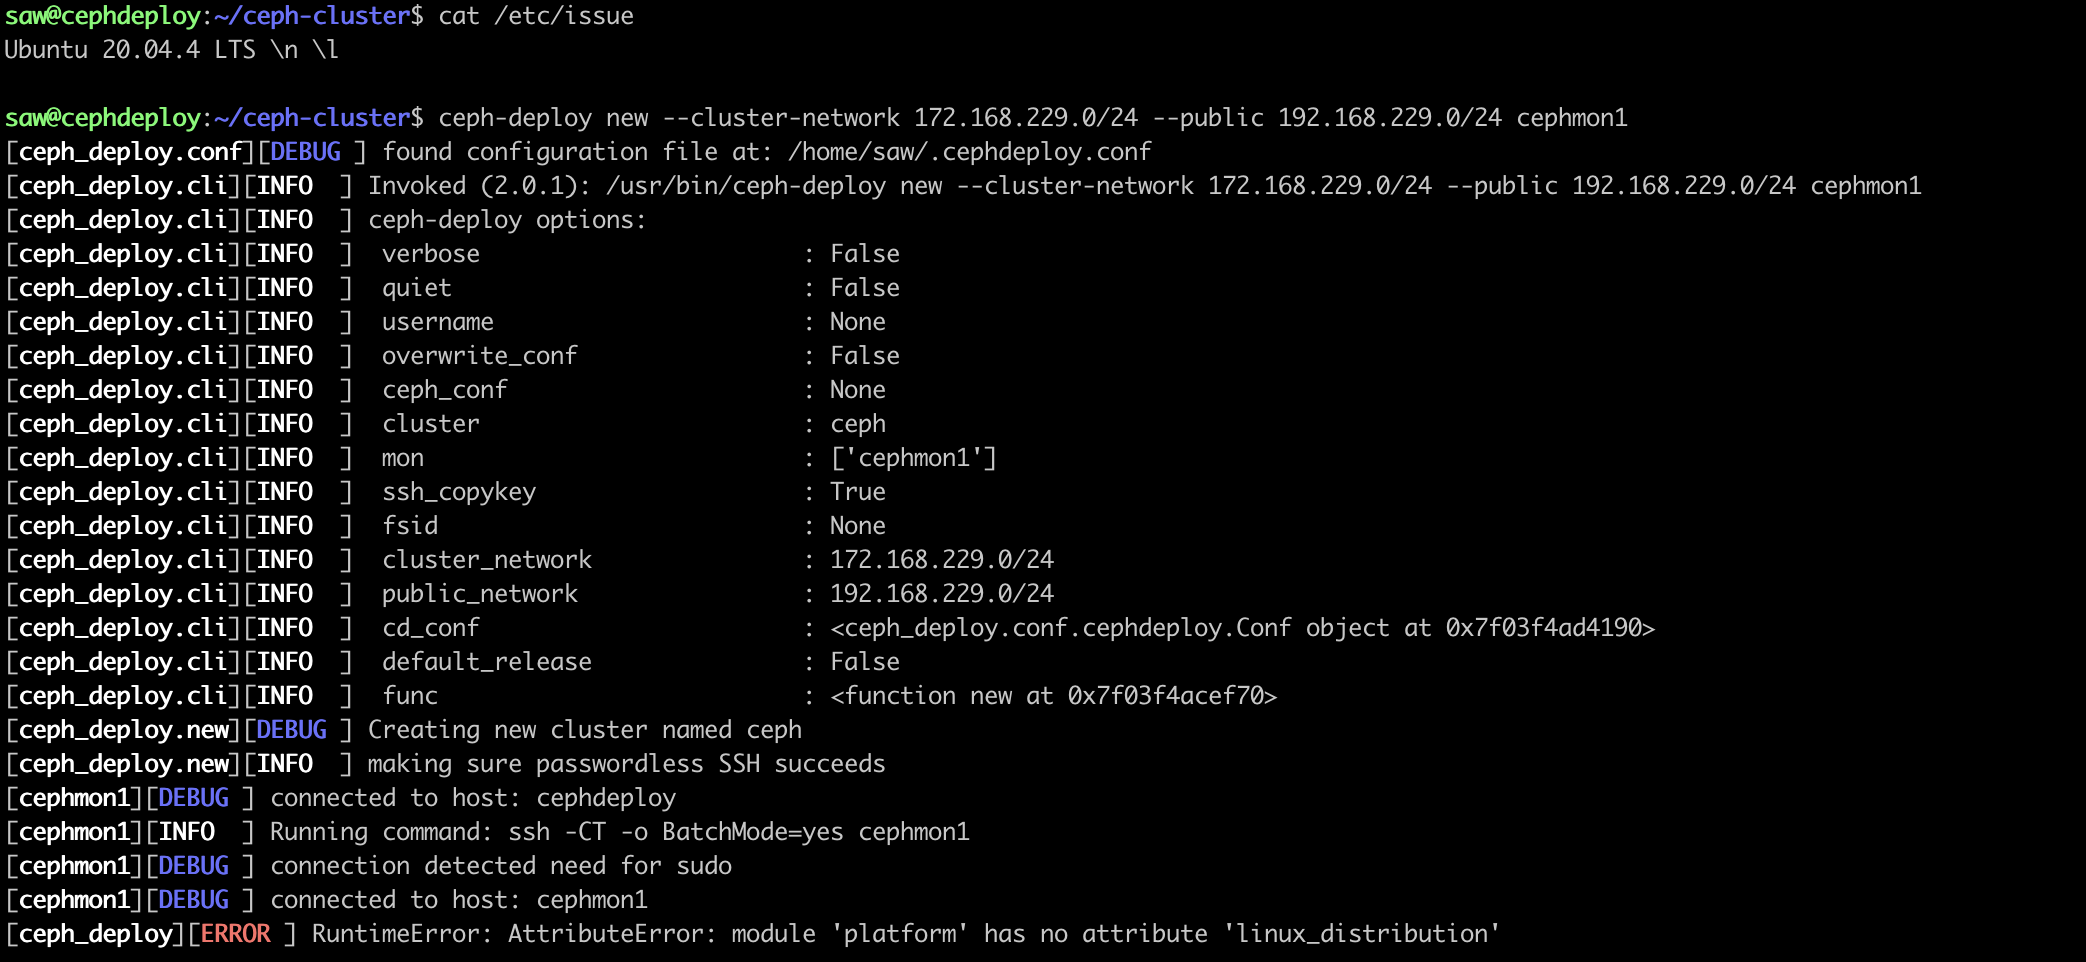 saw@cephdeploy:~/ceph-cluster$ cat /etc/issue
Ubuntu 20.04.4 LTS \n \l
saw@cephdeploy:~/ceph-cluster$ ceph-deploy new --cluster-network 172.168.229.0/24 --public 192.168.229.0/24 cephmon1
[ceph_deploy.conf][DEBUG ] found configuration file at: /home/saw/.cephdeploy.conf
[ceph_deploy.cli][INFO  ] Invoked (2.0.1): /usr/bin/ceph-deploy new --cluster-network 172.168.229.0/24 --public 192.168.229.0/24 cephmon1
[ceph_deploy.cli][INFO  ] ceph-deploy options:
[ceph_deploy.cli][INFO  ]  verbose                       : False
[ceph_deploy.cli][INFO  ]  quiet                         : False
[ceph_deploy.cli][INFO  ]  username                      : None
[ceph_deploy.cli][INFO  ]  overwrite_conf                : False
[ceph_deploy.cli][INFO  ]  ceph_conf                     : None
[ceph_deploy.cli][INFO  ]  cluster                       : ceph
[ceph_deploy.cli][INFO  ]  mon                           : ['cephmon1']
[ceph_deploy.cli][INFO  ]  ssh_copykey                   : True
[ceph_deploy.cli][INFO  ]  fsid                          : None
[ceph_deploy.cli][INFO  ]  cluster_network               : 172.168.229.0/24
[ceph_deploy.cli][INFO  ]  public_network                : 192.168.229.0/24
[ceph_deploy.cli][INFO  ]  cd_conf                       : <ceph_deploy.conf.cephdeploy.Conf object at 0x7f03f4ad4190>
[ceph_deploy.cli][INFO  ]  default_release               : False
[ceph_deploy.cli][INFO  ]  func                          : <function new at 0x7f03f4acef70>
[ceph_deploy.new][DEBUG ] Creating new cluster named ceph
[ceph_deploy.new][INFO  ] making sure passwordless SSH succeeds
[cephmon1][DEBUG ] connected to host: cephdeploy
[cephmon1][INFO  ] Running command: ssh -CT -o BatchMode=yes cephmon1
[cephmon1][DEBUG ] connection detected need for sudo
[cephmon1][DEBUG ] connected to host: cephmon1
[ceph_deploy][ERROR ] RuntimeError: AttributeError: module 'platform' has no attribute 'linux_distribution'